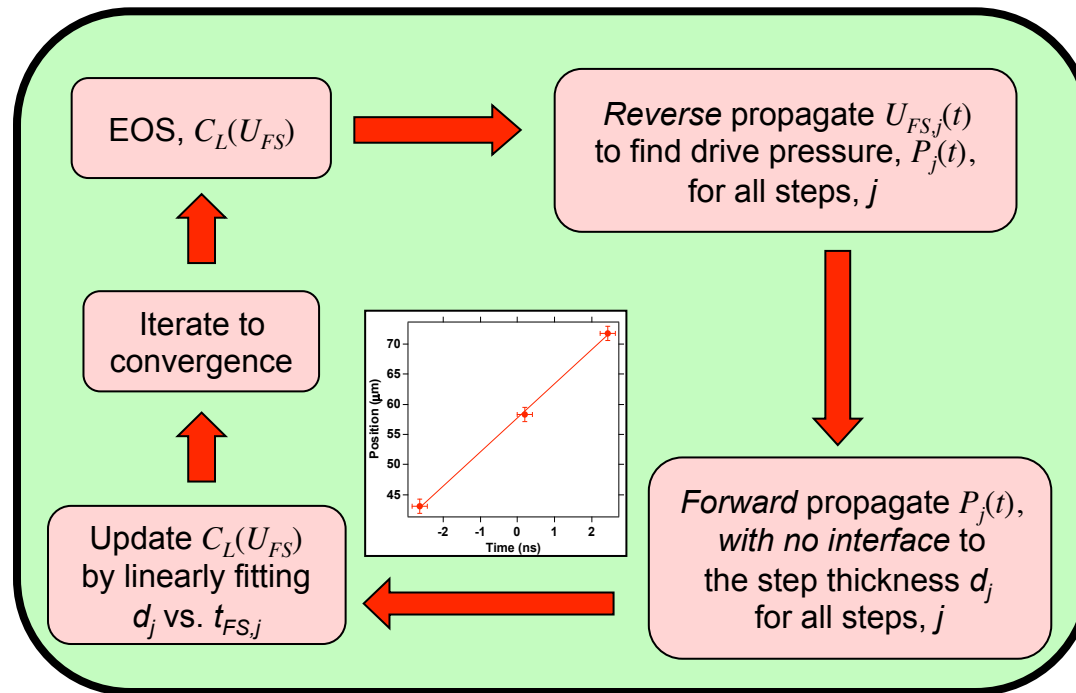 EOS, C_L(U_FS)
Reverse propagate U_FS,j(t)
to find drive pressure, P_j(t),
for all steps, j
Forward propagate P_j(t),
with no interface to
the step thickness d_j
for all steps, j
Update C_L(U_FS)
by linearly fitting
d_j vs. t_FS,j
Iterate to
convergence
Position (µm)
70
65
60
55
50
45
-2
-1
0
1
2
Time (ns)